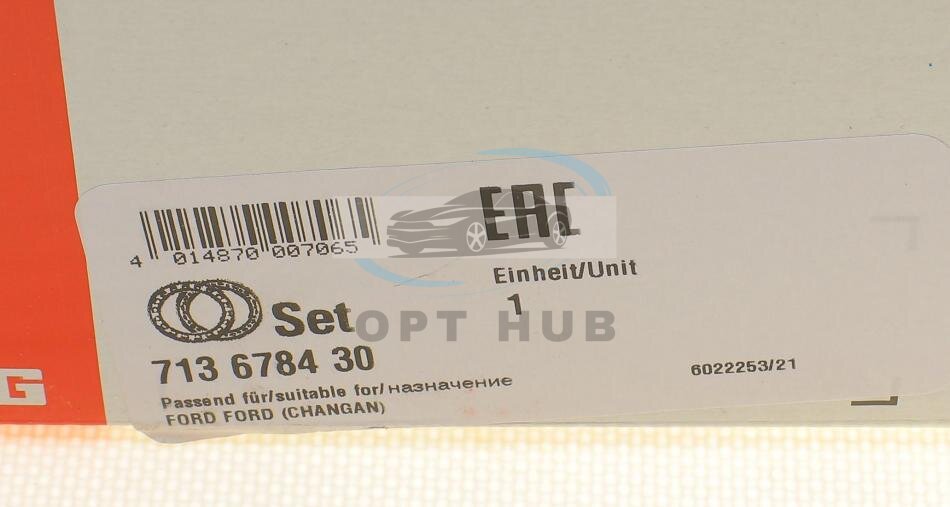 EAC
4 014870 007065
Einheit/Unit
Set
1
OPT HUB
713 6784 30
6022253/21
Passend für/suitable for/назначение
FORD FORD (CHANGAN)
G